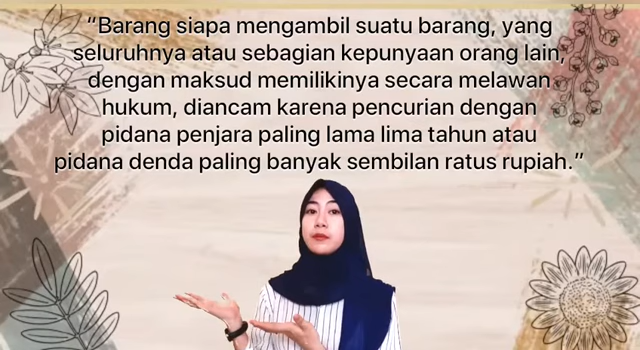 “Barang siapa mengambil suatu barang, yang
seluruhnya atau sebagian kepunyaan orang lain,
dengan maksud memilikinya secara melawan
hukum, diancam karena pencurian dengan
pidana penjara paling lama lima tahun atau
pidana denda paling banyak sembilan ratus rupiah.”